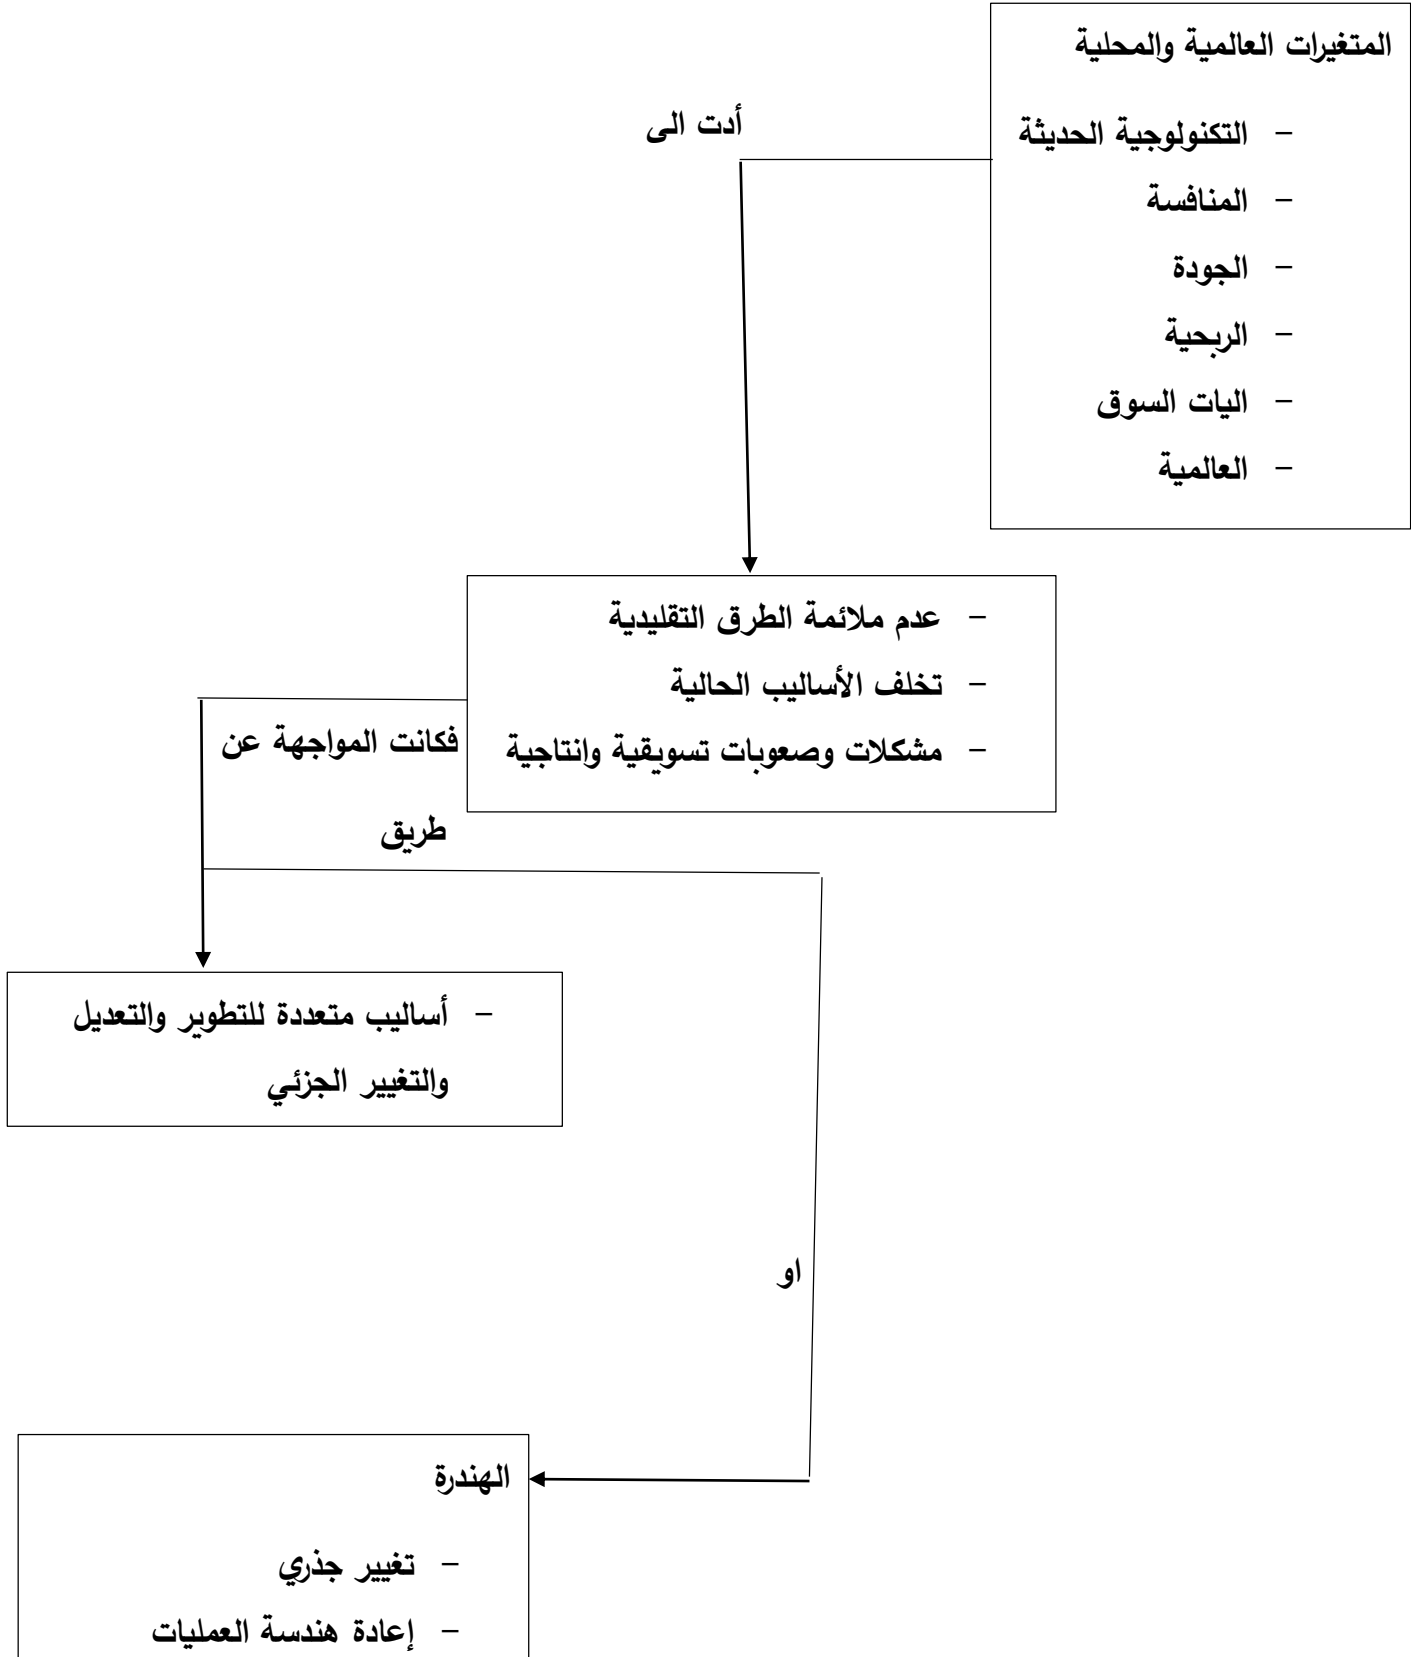 المتغيرات العالمية والمحلية
أدت الى
- التكنولوجية الحديثة
- المنافسة
- الجودة
- الربحية
- اليات السوق
- العالمية
- عدم ملائمة الطرق التقليدية
- تخلف الأساليب الحالية
- مشكلات وصعوبات تسويقية وانتاجية
فكانت المواجهة عن
طريق
- أساليب متعددة للتطوير والتعديل
والتغيير الجزئي
او
الهندرة
- تغيير جذري
- إعادة هندسة العمليات